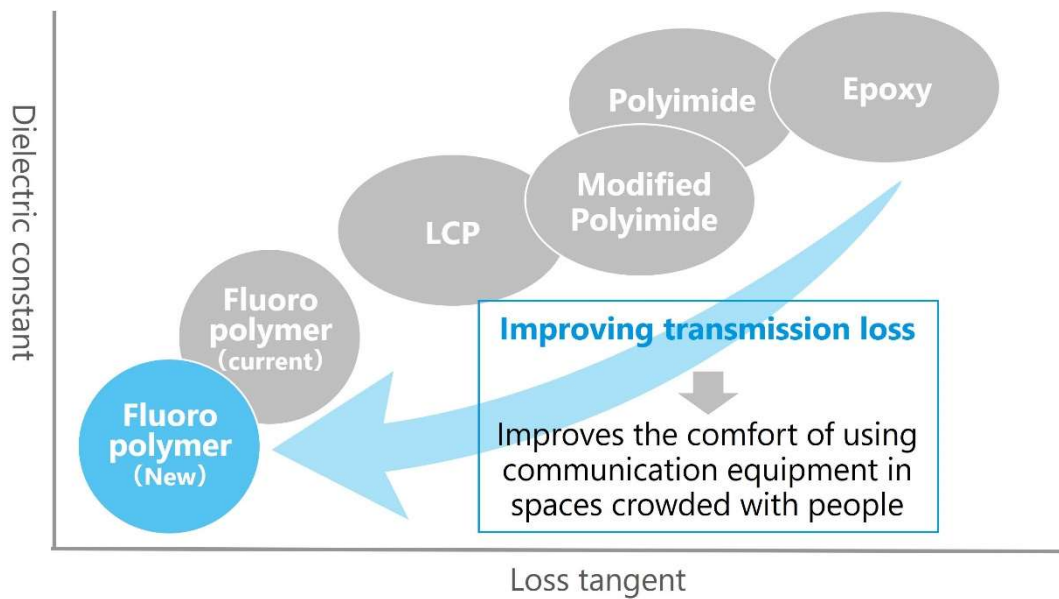 Dielectric constant
Polyimide
Epoxy
Modified
Polyimide
LCP
Fluoro
polymer
(current)
Fluoro
polymer
(New)
Improving transmission loss
Improves the comfort of using
communication equipment in
spaces crowded with people
Loss tangent